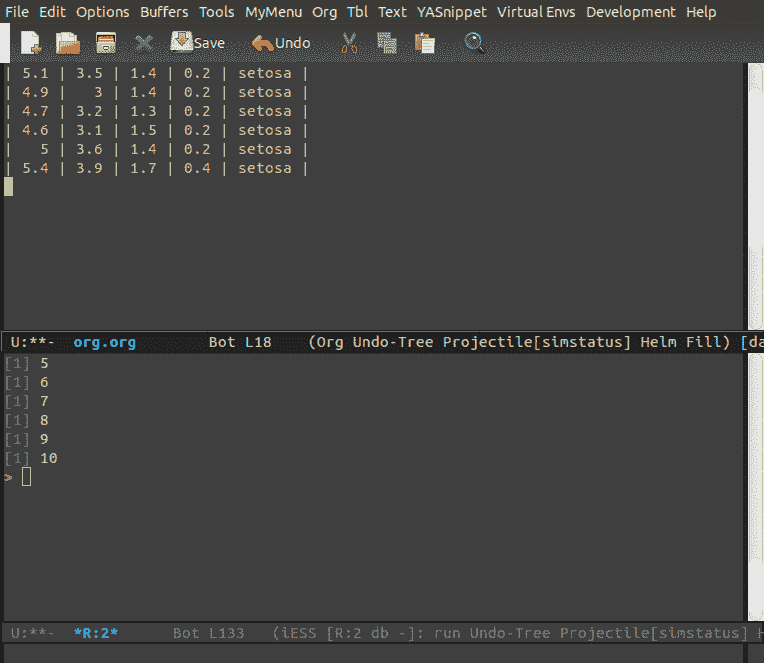 File Edit Options Buffers Tools MyMenu Org Tbl Text YASnippet Virtual Envs Development Help
Save Undo
| 5.1 | 3.5 | 1.4 | 0.2 | setosa |
| 4.9 |   3 | 1.4 | 0.2 | setosa |
| 4.7 | 3.2 | 1.3 | 0.2 | setosa |
| 4.6 | 3.1 | 1.5 | 0.2 | setosa |
|   5 | 3.6 | 1.4 | 0.2 | setosa |
| 5.4 | 3.9 | 1.7 | 0.4 | setosa |
U:**-  org.org        Bot L18    (Org Undo-Tree Projectile[simstatus] Helm Fill) [da
[1] 5
[1] 6
[1] 7
[1] 8
[1] 9
[1] 10
>
U:**-  *R:2*      Bot L133   (iESS [R:2 db -]: run Undo-Tree Projectile[simstatus] H